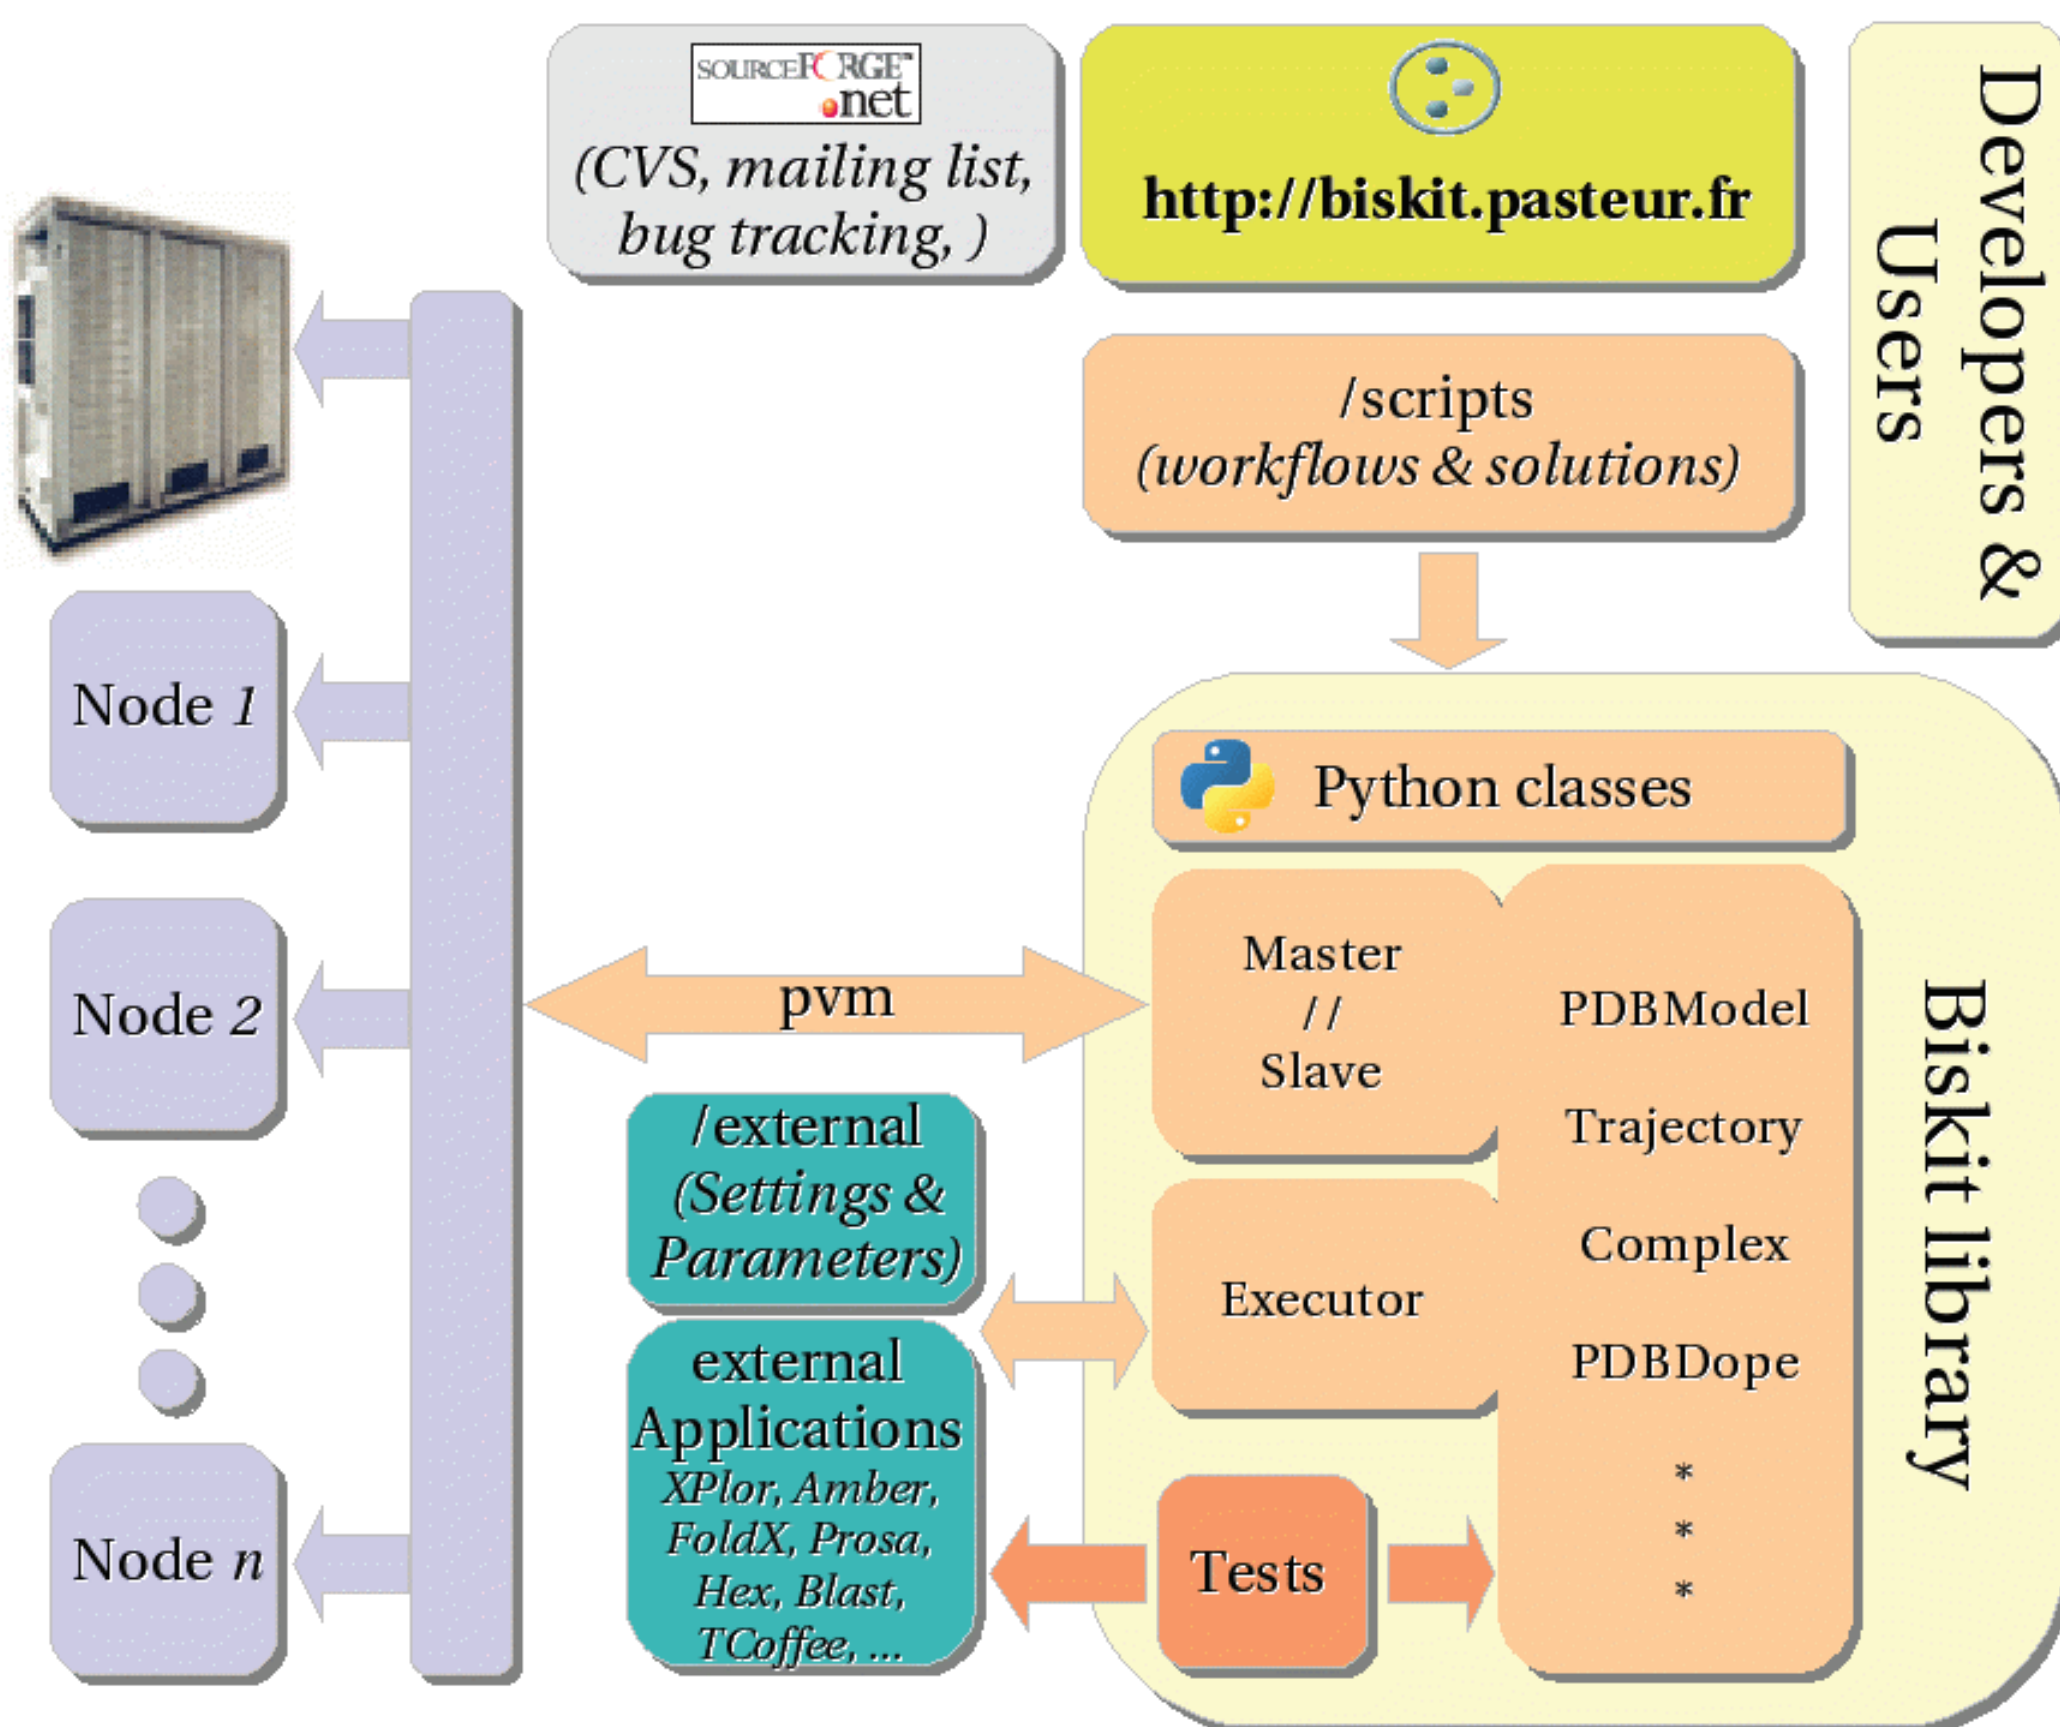 SOURCEFORGE™
.net
(CVS, mailing list,
bug tracking, )
http://biskit.pasteur.fr
Developers &
Users
/scripts
(workflows & solutions)
Node 1
Node 2
Node n
pvm
/external
(Settings &
Parameters)
external
Applications
XPlor, Amber,
FoldX, Prosa,
Hex, Blast,
TCoffee, ...
Python classes
Master
//
Slave
Executor
Tests
PDBModel
Trajectory
Complex
PDBDope
*
*
*
Biskit library